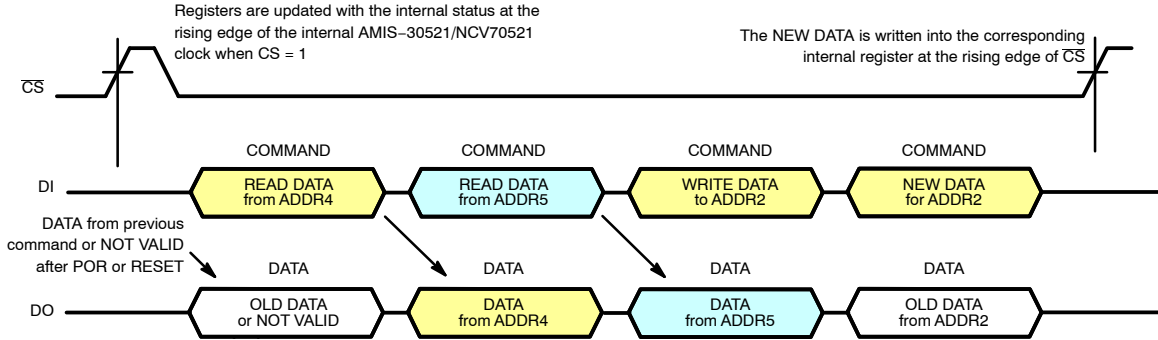 Registers are updated with the internal status at the
rising edge of the internal AMIS−30521/NCV70521
clock when CS = 1
The NEW DATA is written into the corresponding
internal register at the rising edge of C̅S̅
C̅S̅
COMMAND
COMMAND
COMMAND
COMMAND
DI
READ DATA
from ADDR4
READ DATA
from ADDR5
WRITE DATA
to ADDR2
NEW DATA
for ADDR2
DATA from previous
command or NOT VALID
after POR or RESET
DATA
DATA
DATA
DATA
DO
OLD DATA
or NOT VALID
DATA
from ADDR4
DATA
from ADDR5
OLD DATA
from ADDR2